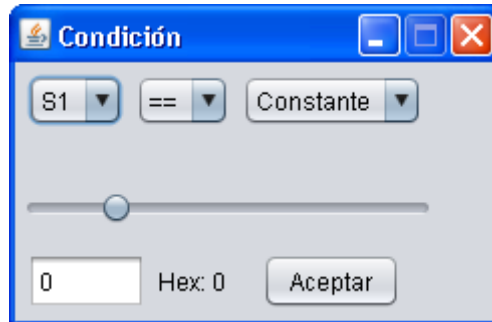 Condición
S1 == Constante
0 Hex: 0 Aceptar